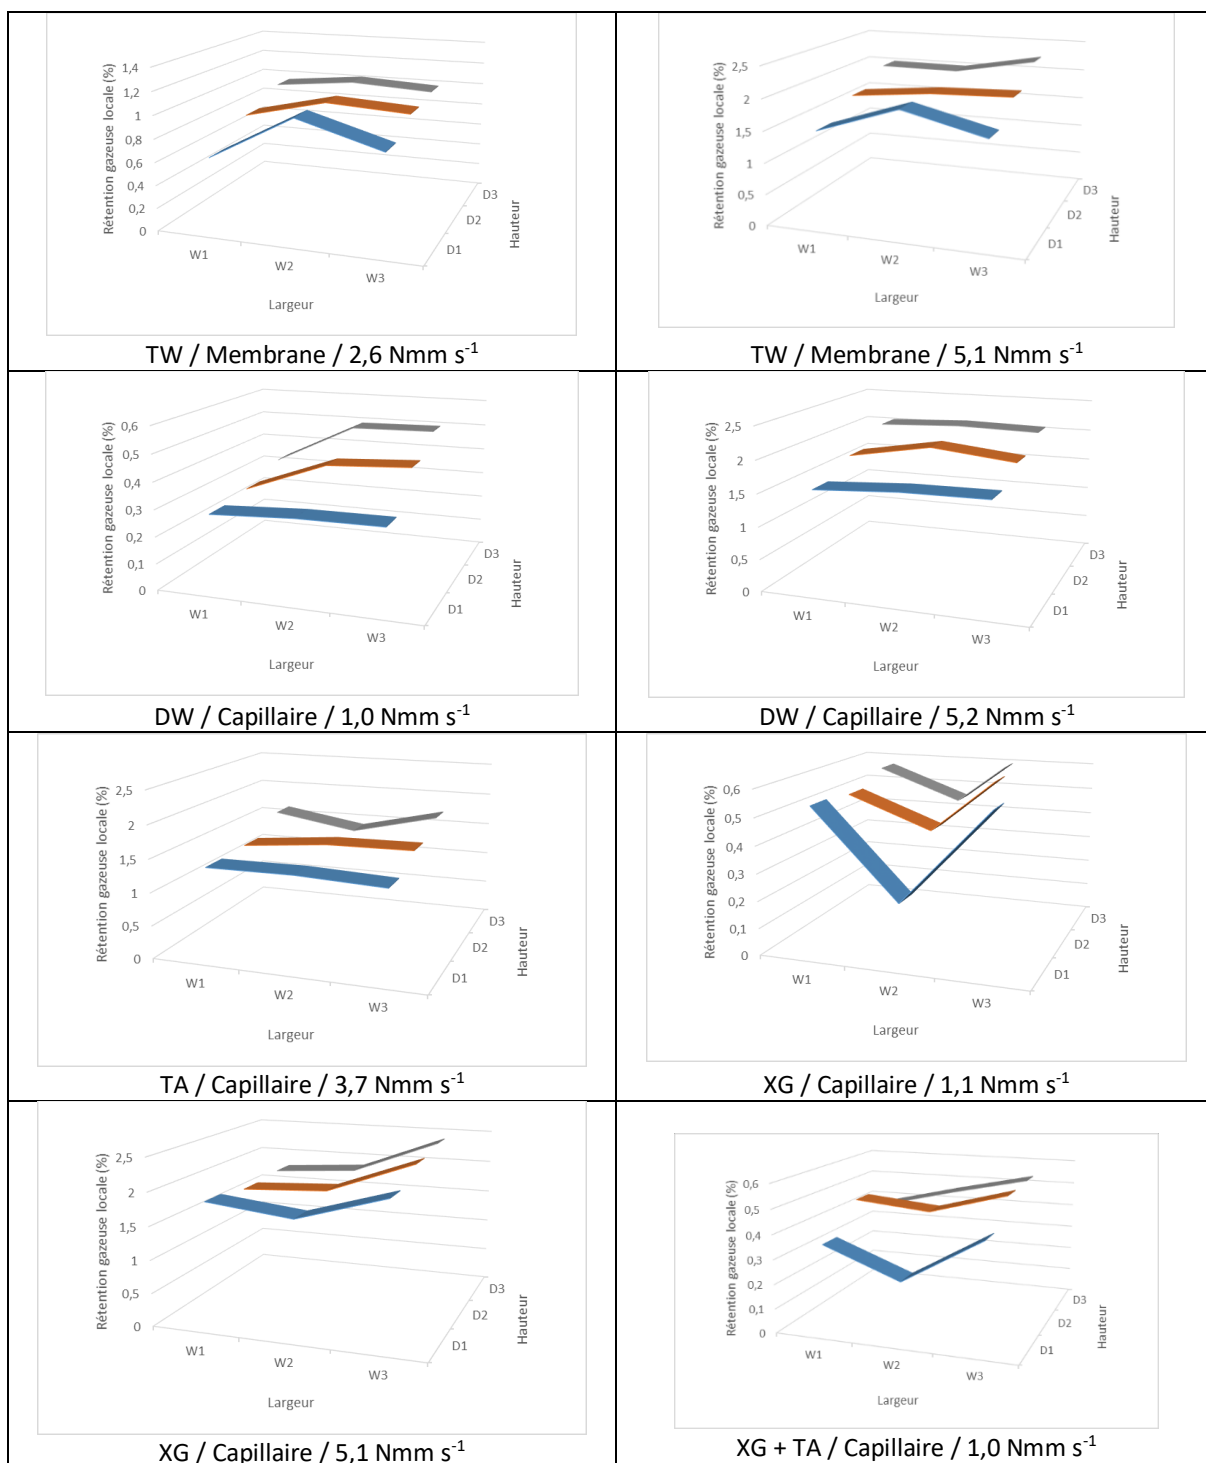 Rétention gazeuse locale (%)
1,4
1,2
1
0,8
0,6
0,4
0,2
0
W1
W2
W3
Largeur
D1
D2
D3
Hauteur
TW / Membrane / 2,6 Nmm s-1
Rétention gazeuse locale (%)
2,5
2
1,5
1
0,5
0
W1
W2
W3
Largeur
D1
D2
D3
Hauteur
TW / Membrane / 5,1 Nmm s-1
Rétention gazeuse locale (%)
0,6
0,5
0,4
0,3
0,2
0,1
0
W1
W2
W3
Largeur
D1
D2
D3
Hauteur
DW / Capillaire / 1,0 Nmm s-1
Rétention gazeuse locale (%)
2,5
2
1,5
1
0,5
0
W1
W2
W3
Largeur
D1
D2
D3
Hauteur
DW / Capillaire / 5,2 Nmm s-1
Rétention gazeuse locale (%)
2,5
2
1,5
1
0,5
0
W1
W2
W3
Largeur
D1
D2
D3
Hauteur
TA / Capillaire / 3,7 Nmm s-1
Rétention gazeuse locale (%)
0,6
0,5
0,4
0,3
0,2
0,1
0
W1
W2
W3
Largeur
D1
D2
D3
Hauteur
XG / Capillaire / 1,1 Nmm s-1
Rétention gazeuse locale (%)
2,5
2
1,5
1
0,5
0
W1
W2
W3
Largeur
D1
D2
D3
Hauteur
XG / Capillaire / 5,1 Nmm s-1
Rétention gazeuse locale (%)
0,6
0,5
0,4
0,3
0,2
0,1
0
W1
W2
W3
Largeur
D1
D2
D3
Hauteur
XG + TA / Capillaire / 1,0 Nmm s-1